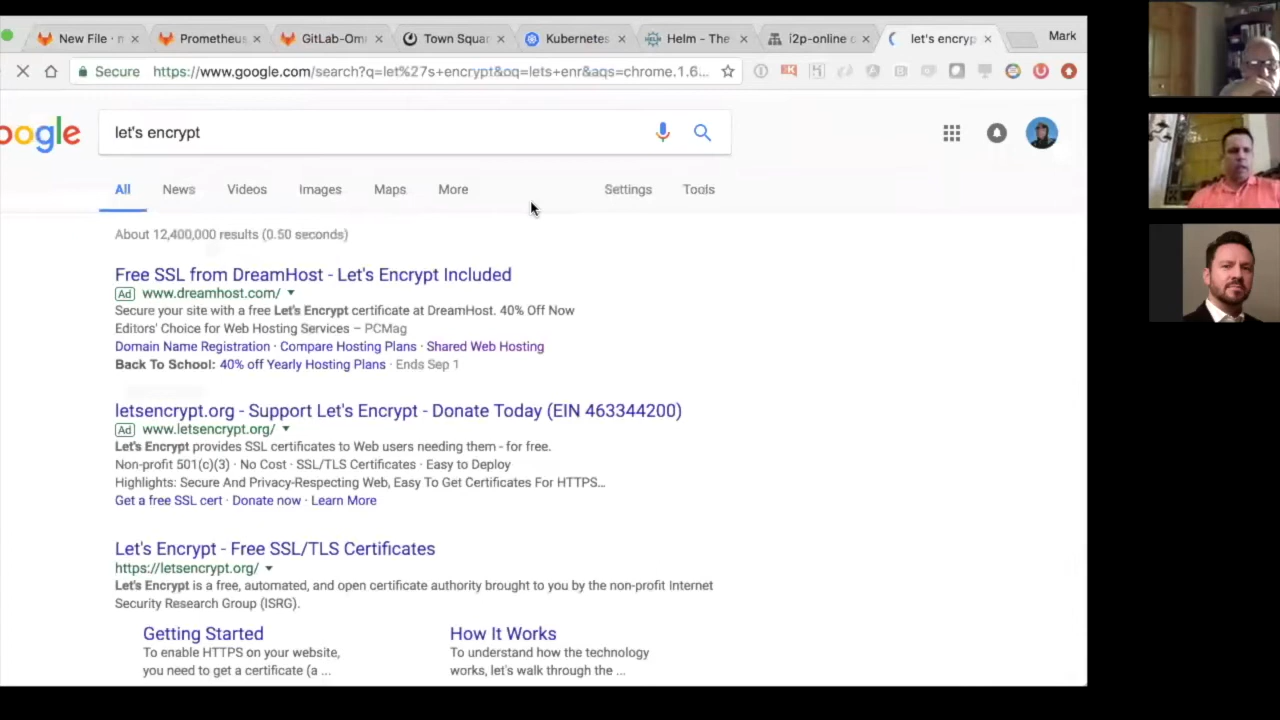 New File · m
Prometheus
GitLab-Omn
Town Squar
Kubernetes
Helm - The
i2p-online c
let's encryp
Mark
Secure
https://www.google.com/search?q=let%27s+encrypt&oq=lets+enr&aqs=chrome.1.6...
oogle
let's encrypt
All
News
Videos
Images
Maps
More
Settings
Tools
About 12,400,000 results (0.50 seconds)
Free SSL from DreamHost - Let's Encrypt Included
Ad www.dreamhost.com/
Secure your site with a free Let's Encrypt certificate at DreamHost. 40% Off Now
Editors' Choice for Web Hosting Services – PCMag
Domain Name Registration · Compare Hosting Plans · Shared Web Hosting
Back To School: 40% off Yearly Hosting Plans · Ends Sep 1
letsencrypt.org - Support Let's Encrypt - Donate Today (EIN 463344200)
Ad www.letsencrypt.org/
Let's Encrypt provides SSL certificates to Web users needing them - for free.
Non-profit 501(c)(3) · No Cost · SSL/TLS Certificates · Easy to Deploy
Highlights: Secure And Privacy-Respecting Web, Easy To Get Certificates For HTTPS...
Get a free SSL cert · Donate now · Learn More
Let's Encrypt - Free SSL/TLS Certificates
https://letsencrypt.org/
Let's Encrypt is a free, automated, and open certificate authority brought to you by the non-profit Internet
Security Research Group (ISRG).
Getting Started
To enable HTTPS on your website,
you need to get a certificate (a ...
How It Works
To understand how the technology
works, let's walk through the ...